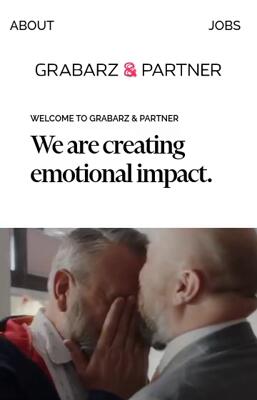 ABOUT JOBS
GRABARZ & PARTNER
WELCOME TO GRABARZ & PARTNER
We are creating
emotional impact.